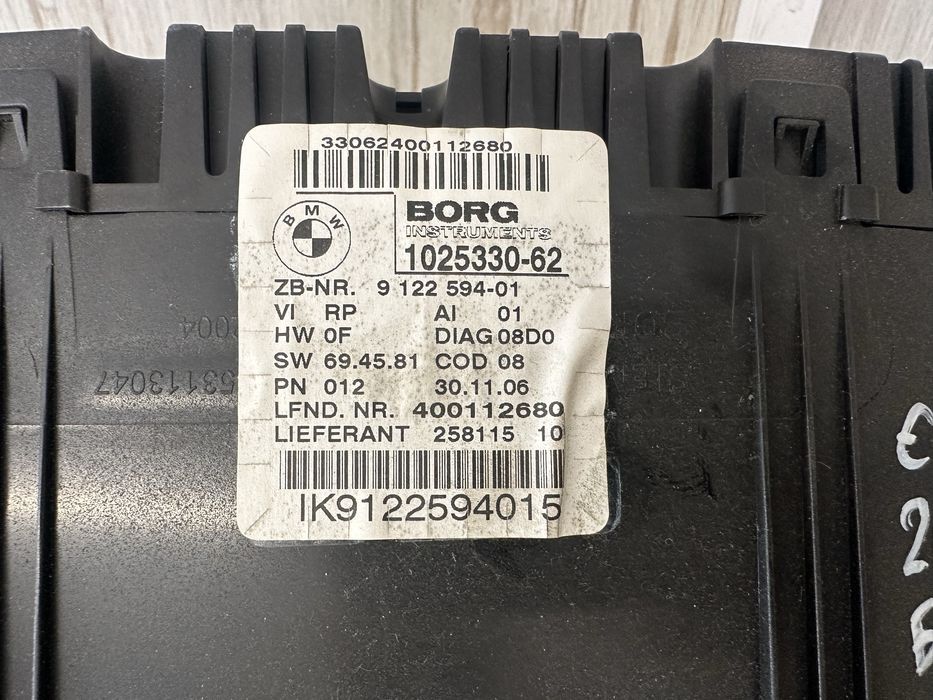 33062400112680
BMW
BORG
INSTRUMENTS
1025330-62
ZB-NR. 9 122 594-01
VI RP AI 01
HW 0F DIAG 08D0
SW 69.45.81 COD 08
PN 012 30.11.06
LFND. NR. 400112680
LIEFERANT 258115 10
IK9122594015
2004
63113047